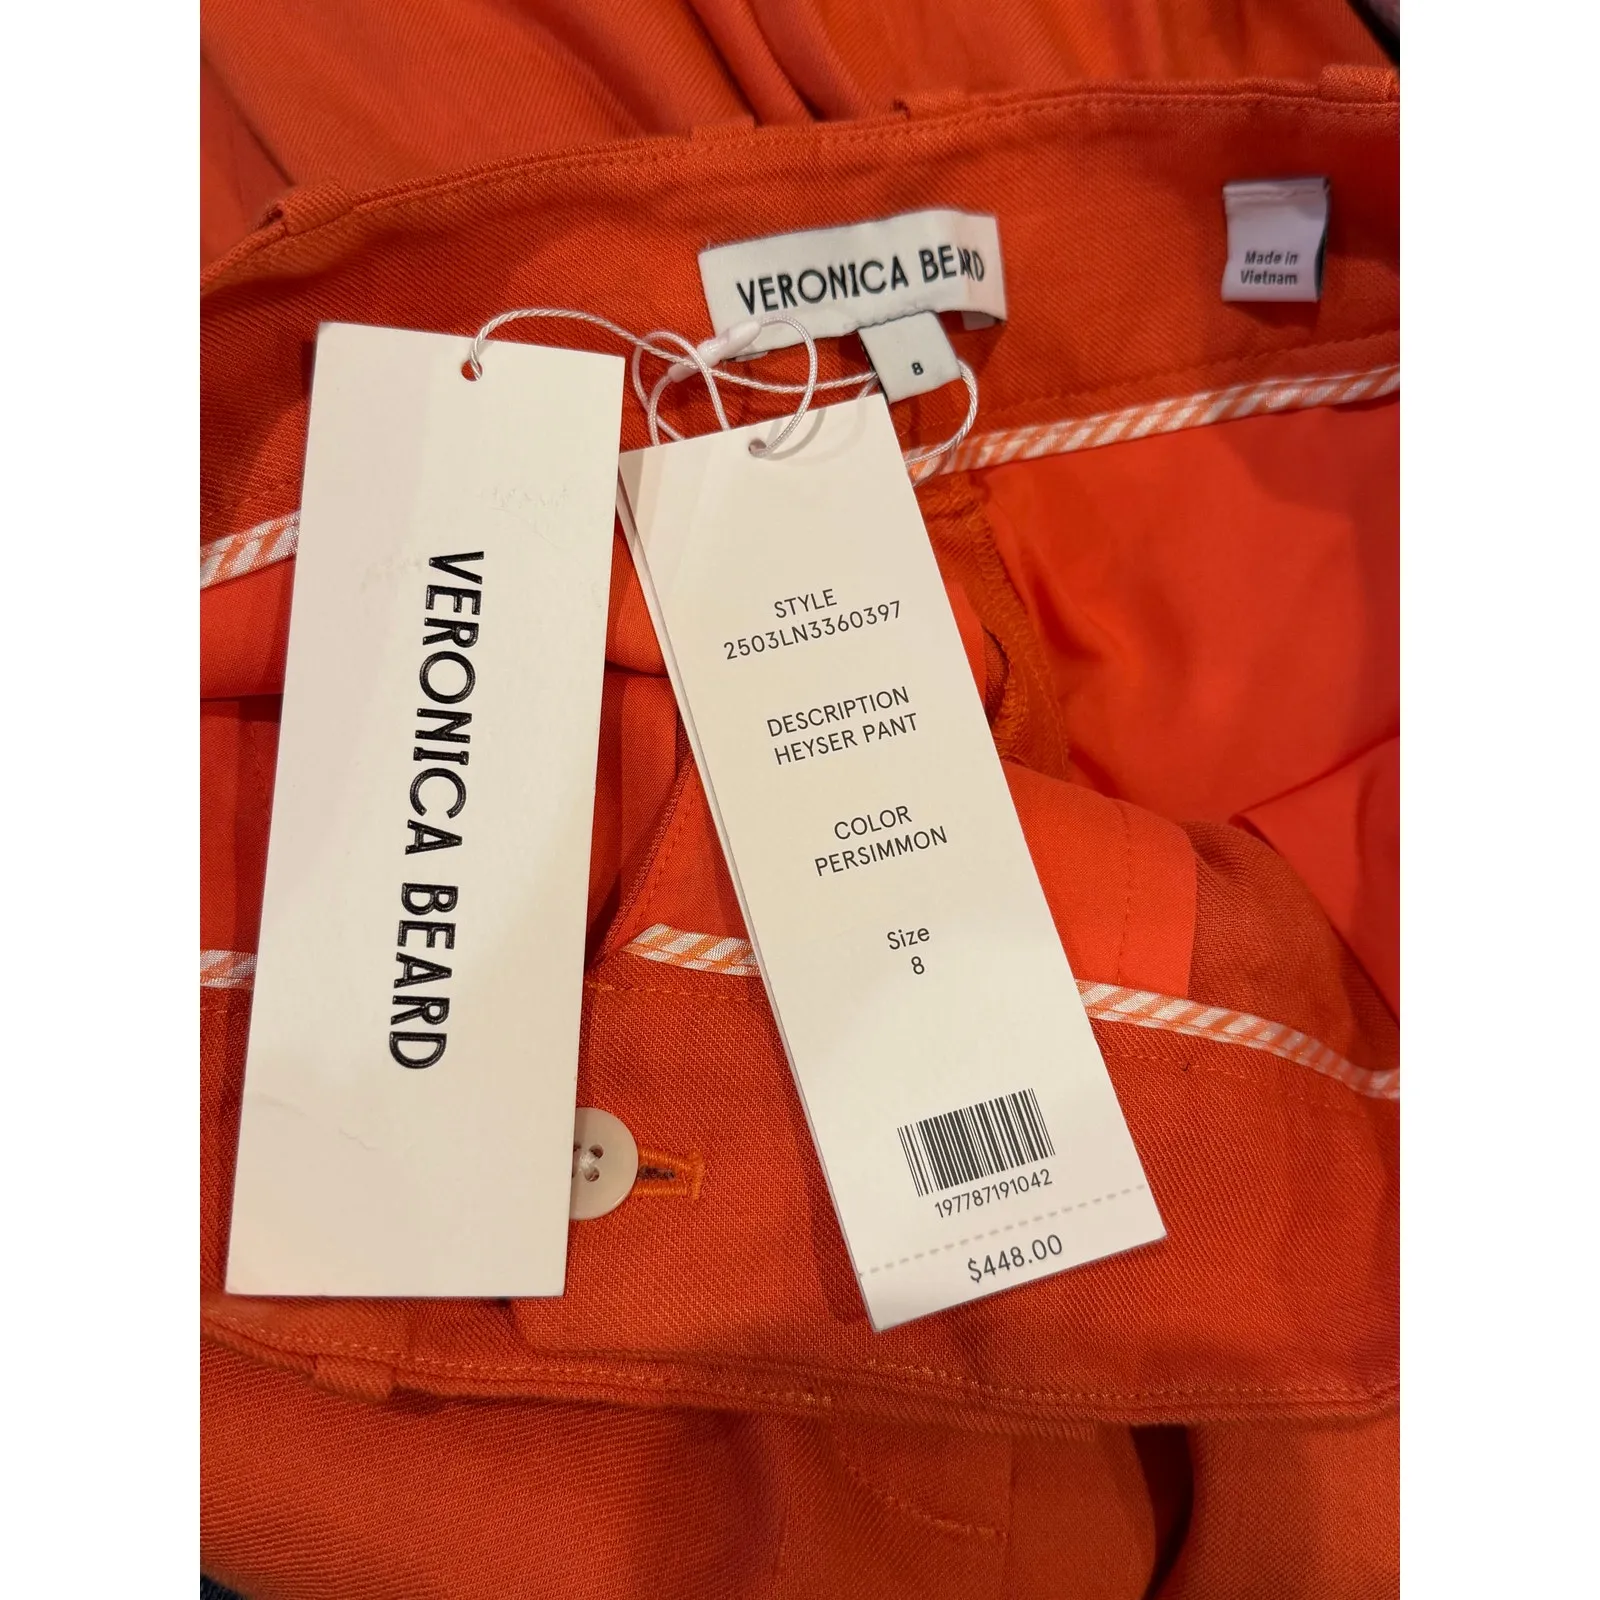 VERONICA BEARD
8
Made in
Vietnam
VERONICA BEARD
STYLE
2503LN3360397
DESCRIPTION
HEYSER PANT
COLOR
PERSIMMON
Size
8
197787191042
$448.00